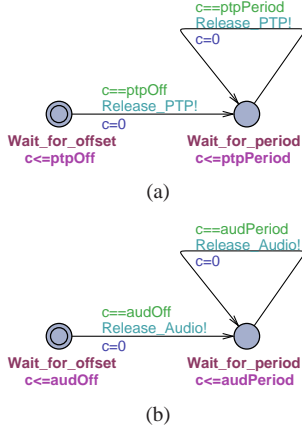 c==ptpPeriod
Release_PTP!
c=0
c==ptpOff
Release_PTP!
c=0
Wait_for_offset
c<=ptpOff
Wait_for_period
c<=ptpPeriod
(a)
c==audPeriod
Release_Audio!
c=0
c==audOff
Release_Audio!
c=0
Wait_for_offset
c<=audOff
Wait_for_period
c<=audPeriod
(b)